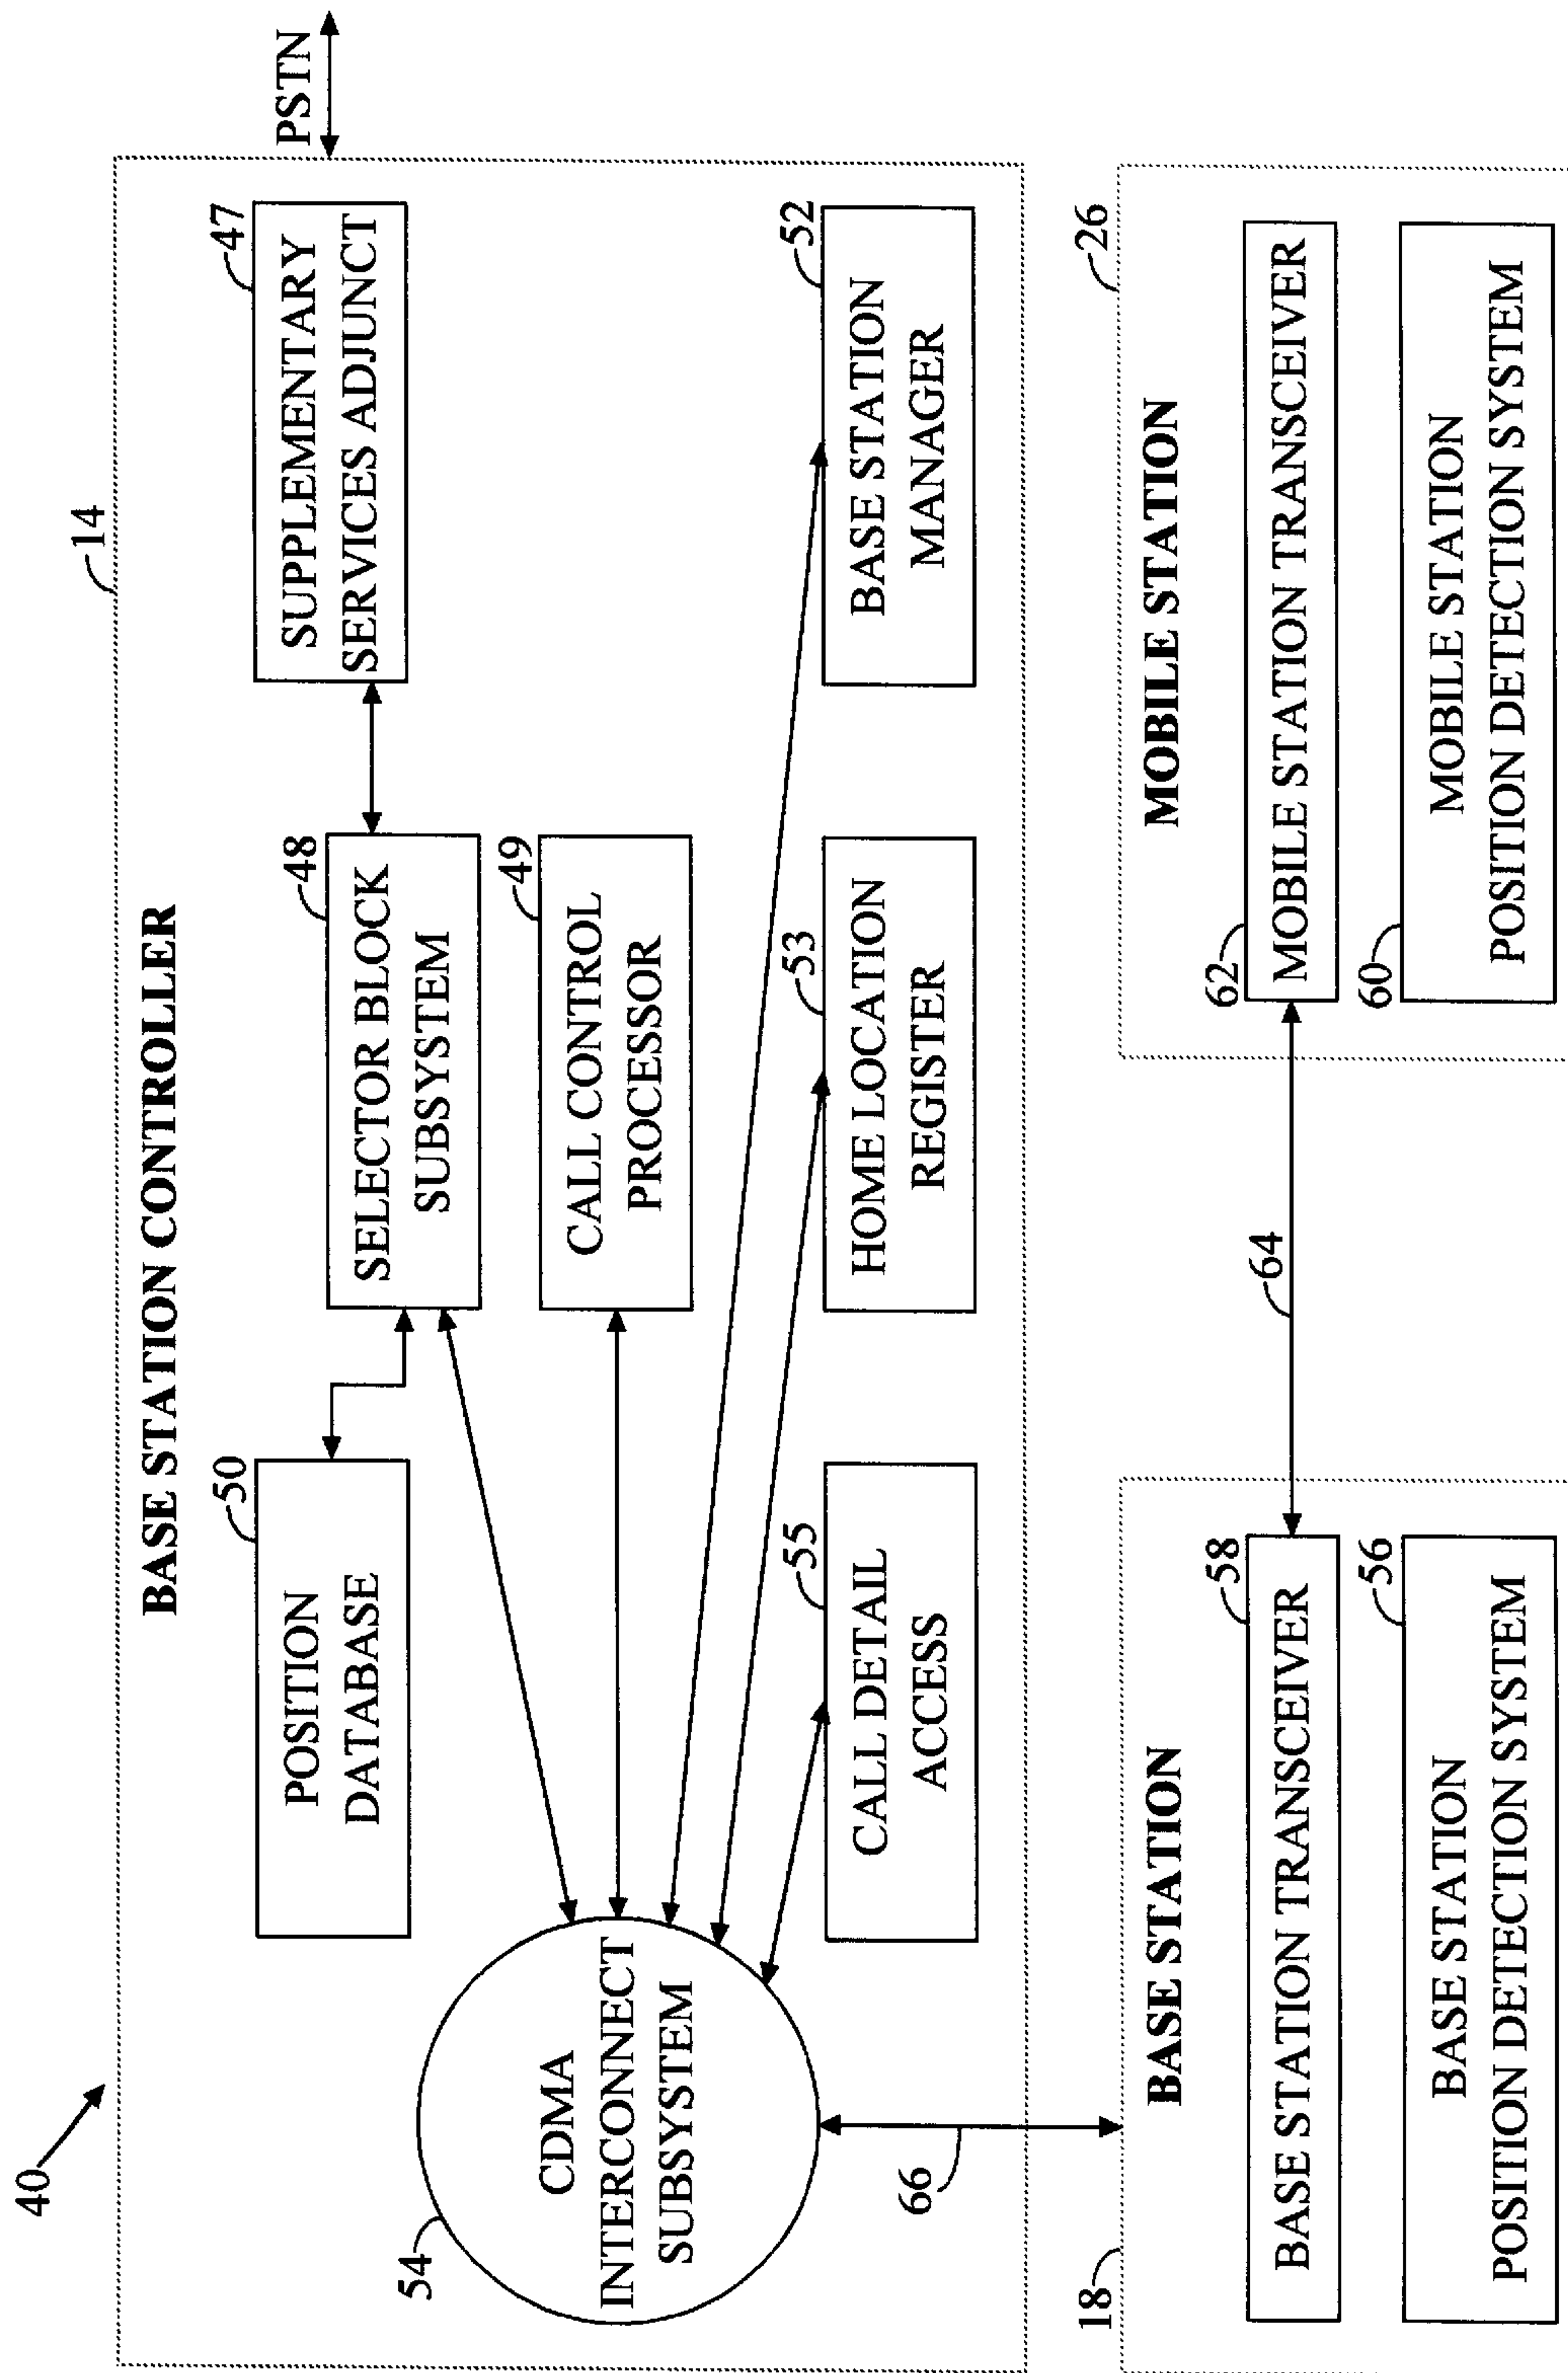 40
14
BASE STATION CONTROLLER
PSTN
50
POSITION
DATABASE
48
SELECTOR BLOCK
SUBSYSTEM
47
SUPPLEMENTARY
SERVICES ADJUNCT
54
CDMA
INTERCONNECT
SUBSYSTEM
49
CALL CONTROL
PROCESSOR
55
CALL DETAIL
ACCESS
53
HOME LOCATION
REGISTER
52
BASE STATION
MANAGER
66
18
BASE STATION
58
BASE STATION TRANSCEIVER
56
BASE STATION
POSITION DETECTION SYSTEM
64
26
MOBILE STATION
62
MOBILE STATION TRANSCEIVER
60
MOBILE STATION
POSITION DETECTION SYSTEM